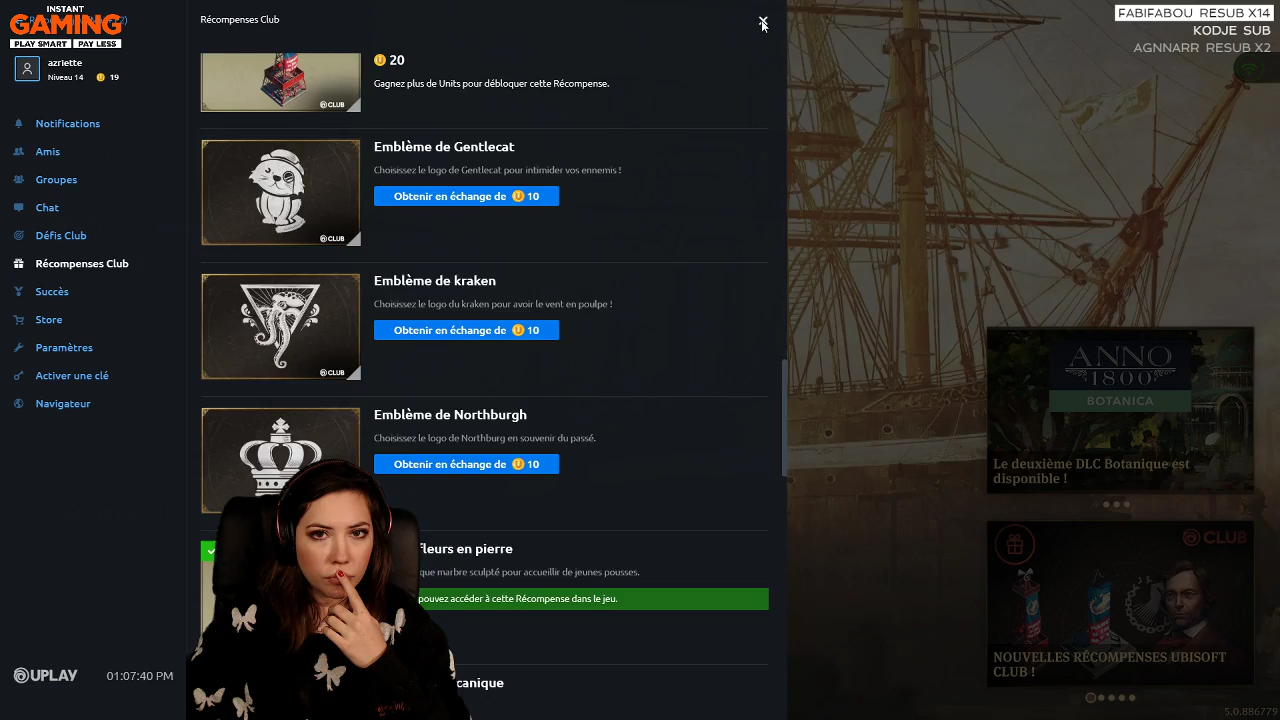 INSTANT
GAMING
PLAY SMART | PAY LESS
azriette
Niveau 14 19
Notifications
Amis
Groupes
Chat
Défis Club
Récompenses Club
Succès
Store
Paramètres
Activer une clé
Navigateur
UPLAY
01:07:40 PM
Récompenses Club
20
Gagnez plus de Units pour débloquer cette Récompense.
CLUB
Emblème de Gentlecat
Choisissez le logo de Gentlecat pour intimider vos ennemis !
Obtenir en échange de 10
CLUB
Emblème de kraken
Choisissez le logo du kraken pour avoir le vent en poulpe !
Obtenir en échange de 10
CLUB
Emblème de Northburgh
Choisissez le logo de Northburg en souvenir du passé.
Obtenir en échange de 10
fleurs en pierre
que marbre sculpté pour accueillir de jeunes pousses.
pouvez accéder à cette Récompense dans le jeu.
canique
FABIFABOU RESUB X14
KODJE SUB
AGNNARR RESUB X2
ANNO
1800
BOTANICA
Le deuxième DLC Botanique est
disponible !
CLUB
NOUVELLES RÉCOMPENSES UBISOFT
CLUB !
5.0.886779